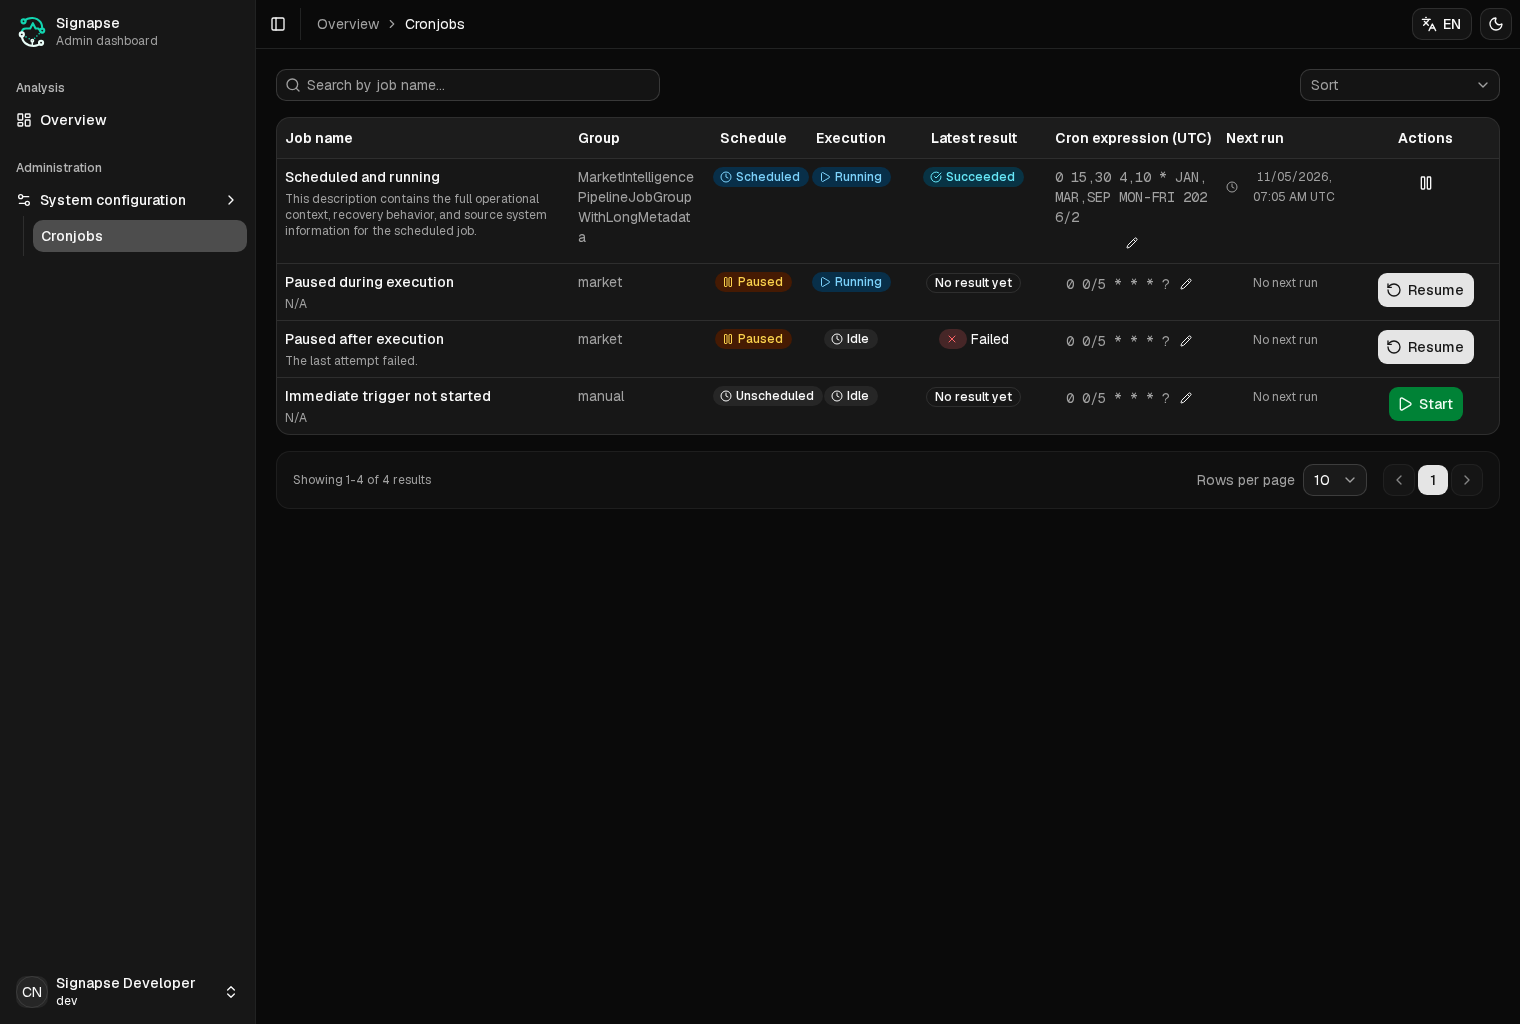 Signapse
Admin dashboard
Analysis
Overview
Administration
System configuration
Cronjobs
Signapse Developer
dev
CN
Overview
Cronjobs
EN
Search by job name...
Sort
Job name Group Schedule Execution Latest result Cron expression (UTC) Next run Actions
Scheduled and running
This description contains the full operational
context, recovery behavior, and source system
information for the scheduled job.
MarketIntelligence
PipelineJobGroup
WithLongMetadat
a
Scheduled
Running
Succeeded
0 15,30 4,10 * JAN,
MAR,SEP MON-FRI 202
6/2
11/05/2026,
07:05 AM UTC
Paused during execution
N/A
market
Paused
Running
No result yet
0 0/5 * * * ?
No next run
Resume
Paused after execution
The last attempt failed.
market
Paused
Idle
Failed
0 0/5 * * * ?
No next run
Resume
Immediate trigger not started
N/A
manual
Unscheduled
Idle
No result yet
0 0/5 * * * ?
No next run
Start
Showing 1-4 of 4 results
Rows per page
10
1